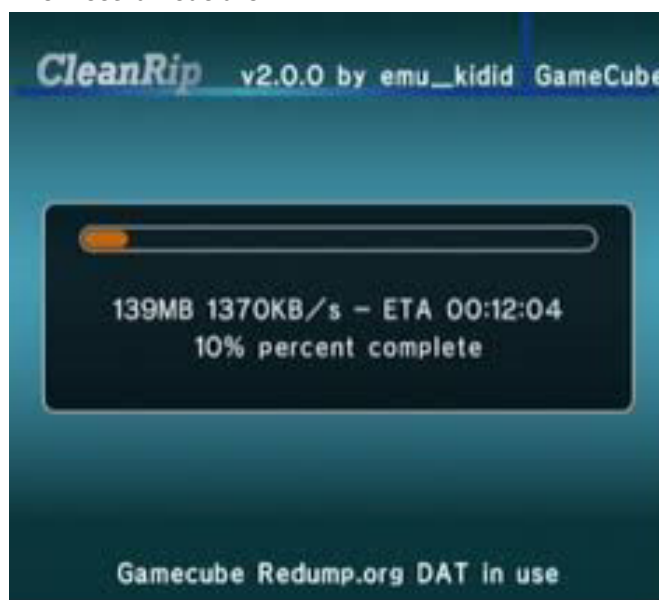 CleanRip v2.0.0 by emu_kidid GameCube
139MB 1370KB/s - ETA 00:12:04
10% percent complete
Gamecube Redump.org DAT in use